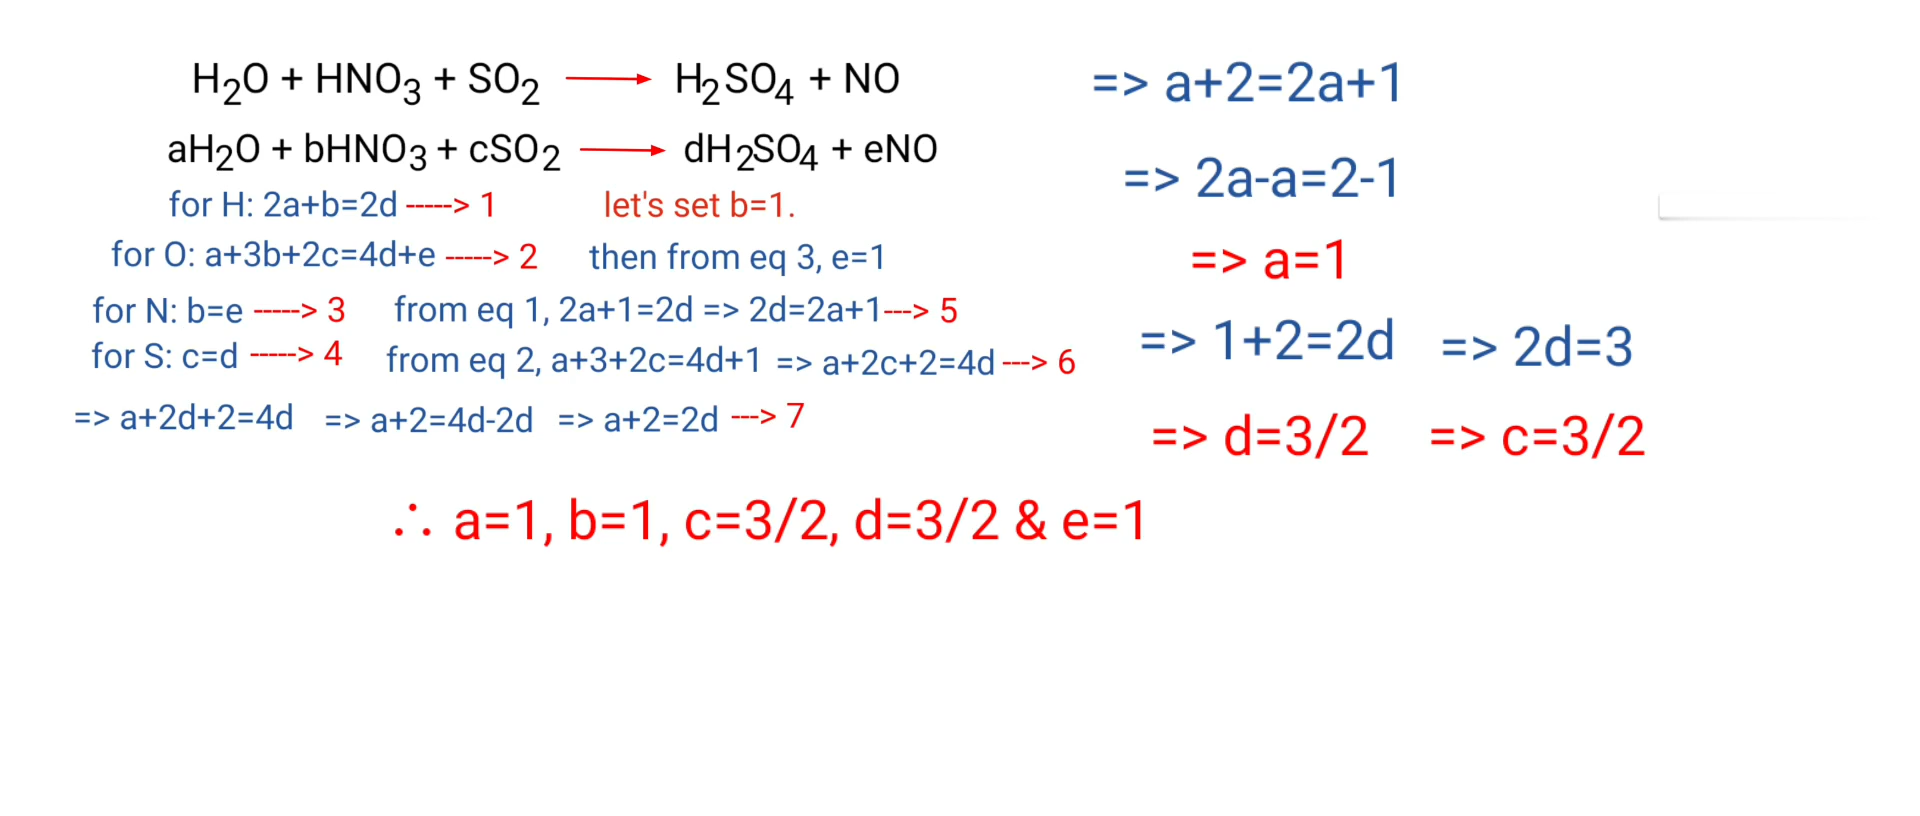 H₂O + HNO₃ + SO₂ ⟶ H₂SO₄ + NO
aH₂O + bHNO₃ + cSO₂ ⟶ dH₂SO₄ + eNO
for H: 2a+b=2d -----> 1 let's set b=1.
for O: a+3b+2c=4d+e -----> 2 then from eq 3, e=1
for N: b=e -----> 3 from eq 1, 2a+1=2d => 2d=2a+1---> 5
for S: c=d -----> 4 from eq 2, a+3+2c=4d+1 => a+2c+2=4d ---> 6
=> a+2d+2=4d => a+2=4d-2d => a+2=2d ---> 7
=> a+2=2a+1
=> 2a-a=2-1
=> a=1
=> 1+2=2d => 2d=3
=> d=3/2 => c=3/2
∴ a=1, b=1, c=3/2, d=3/2 & e=1